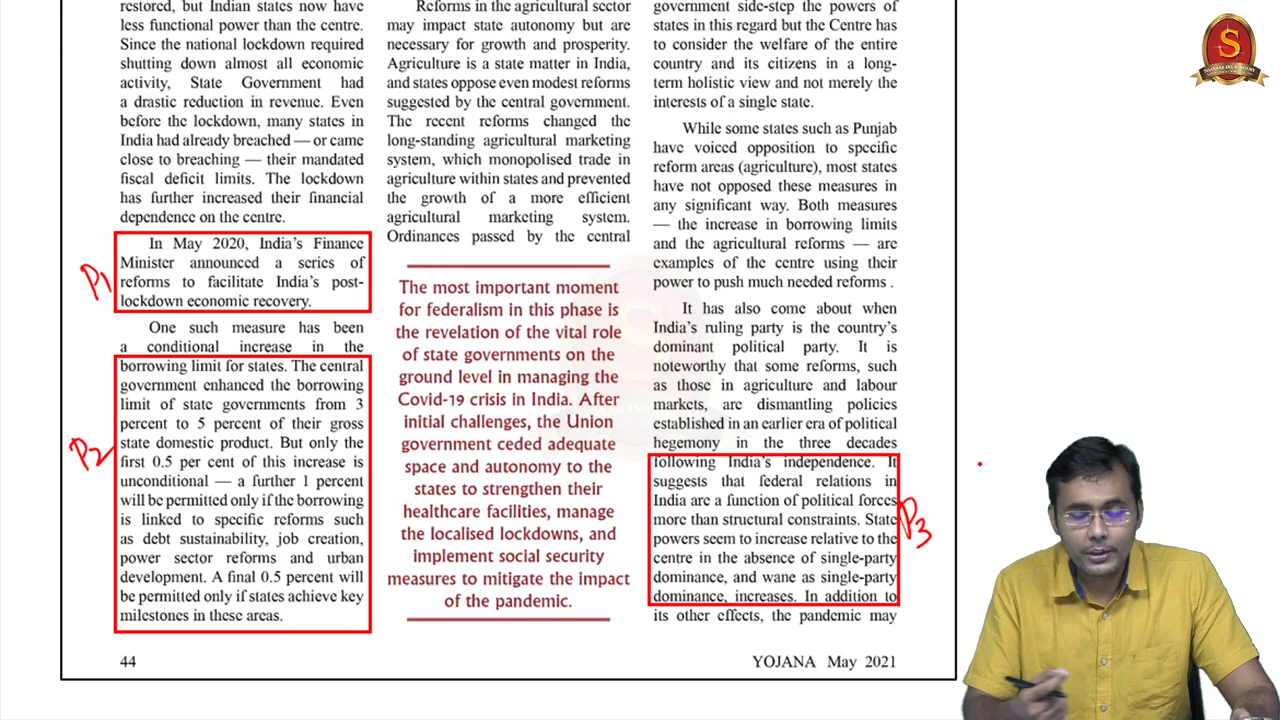 restored, but Indian states now have
less functional power than the centre.
Since the national lockdown required
shutting down almost all economic
activity, State Government had
a drastic reduction in revenue. Even
before the lockdown, many states in
India had already breached — or came
close to breaching — their mandated
fiscal deficit limits. The lockdown
has further increased their financial
dependence on the centre.
P1
In May 2020, India's Finance
Minister announced a series of
reforms to facilitate India's post-
lockdown economic recovery.
One such measure has been
a conditional increase in the
borrowing limit for states. The central
government enhanced the borrowing
limit of state governments from 3
percent to 5 percent of their gross
state domestic product. But only the
P2
first 0.5 per cent of this increase is
unconditional — a further 1 percent
will be permitted only if the borrowing
is linked to specific reforms such
as debt sustainability, job creation,
power sector reforms and urban
development. A final 0.5 percent will
be permitted only if states achieve key
milestones in these areas.
Reforms in the agricultural sector
may impact state autonomy but are
necessary for growth and prosperity.
Agriculture is a state matter in India,
and states oppose even modest reforms
suggested by the central government.
The recent reforms changed the
long-standing agricultural marketing
system, which monopolised trade in
agriculture within states and prevented
the growth of a more efficient
agricultural marketing system.
Ordinances passed by the central
The most important moment
for federalism in this phase is
the revelation of the vital role
of state governments on the
ground level in managing the
Covid-19 crisis in India. After
initial challenges, the Union
government ceded adequate
space and autonomy to the
states to strengthen their
healthcare facilities, manage
the localised lockdowns, and
implement social security
measures to mitigate the impact
of the pandemic.
government side-step the powers of
states in this regard but the Centre has
to consider the welfare of the entire
country and its citizens in a long-
term holistic view and not merely the
interests of a single state.
While some states such as Punjab
have voiced opposition to specific
reform areas (agriculture), most states
have not opposed these measures in
any significant way. Both measures
— the increase in borrowing limits
and the agricultural reforms — are
examples of the centre using their
power to push much needed reforms .
It has also come about when
India's ruling party is the country's
dominant political party. It is
noteworthy that some reforms, such
as those in agriculture and labour
markets, are dismantling policies
established in an earlier era of political
hegemony in the three decades
following India's independence. It
suggests that federal relations in
India are a function of political forces
more than structural constraints. State
P3
powers seem to increase relative to the
centre in the absence of single-party
dominance, and wane as single-party
dominance, increases. In addition to
its other effects, the pandemic may
44
YOJANA May 2021
S